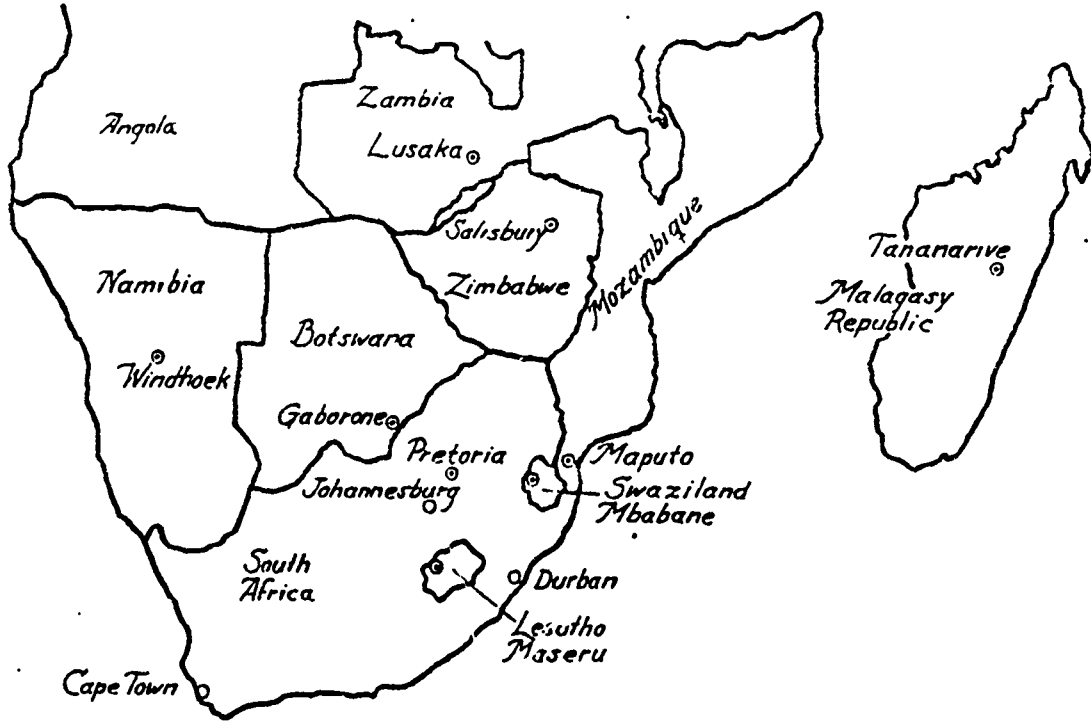 Zambia
Angola
Lusaka
Salisbury
Mozambique
Tananarive
Namibia
Zimbabwe
Malagasy
Republic
Botswara
Windhoek
Gaborone
Pretoria
Maputo
Johannesburg
Swaziland
Mbabane
South
Africa
Durban
Lesutho
Maseru
Cape Town